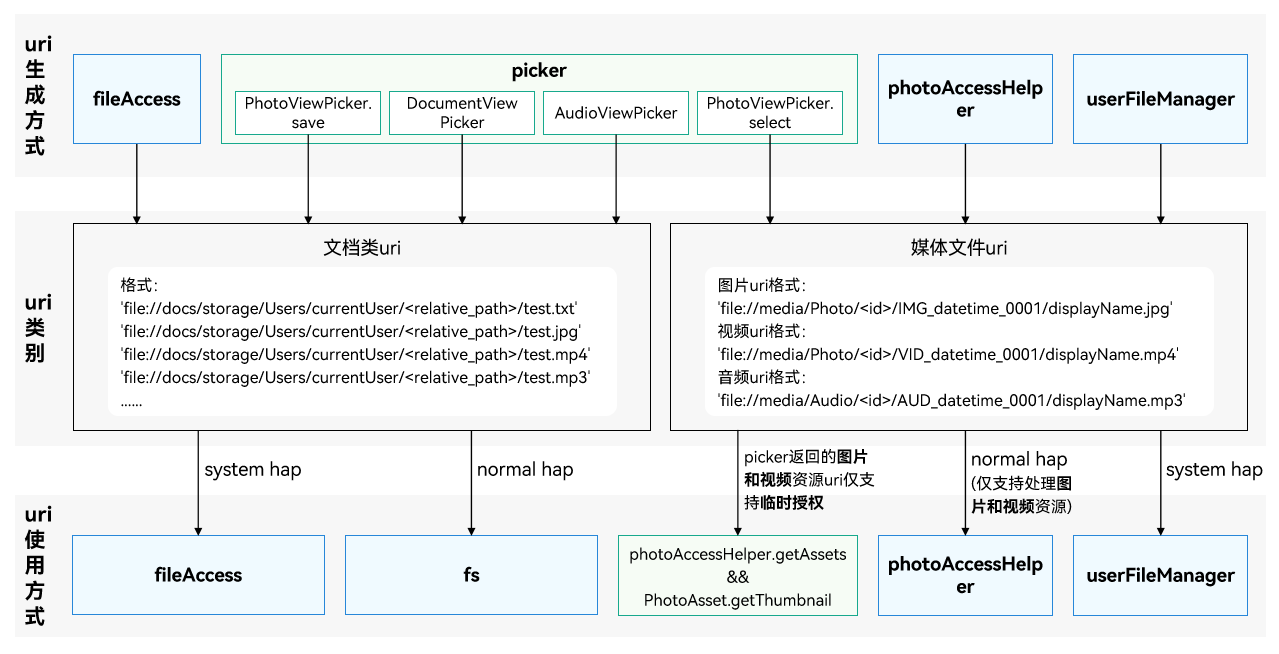 uri
生
成
方
式
fileAccess
picker
PhotoViewPicker.
save
DocumentView
Picker
AudioViewPicker
PhotoViewPicker.
select
photoAccessHelp
er
userFileManager
uri
类
别
文档类uri
格式：
'file://docs/storage/Users/currentUser/<relative_path>/test.txt'
'file://docs/storage/Users/currentUser/<relative_path>/test.jpg'
'file://docs/storage/Users/currentUser/<relative_path>/test.mp4'
'file://docs/storage/Users/currentUser/<relative_path>/test.mp3'
......
媒体文件uri
图片uri格式：
'file://media/Photo/<id>/IMG_datetime_0001/displayName.jpg'
视频uri格式：
'file://media/Photo/<id>/VID_datetime_0001/displayName.mp4'
音频uri格式：
'file://media/Audio/<id>/AUD_datetime_0001/displayName.mp3'
system hap
normal hap
picker返回的图片
和视频资源uri仅支
持临时授权
normal hap
(仅支持处理图
片和视频资源)
system hap
uri
使
用
方
式
fileAccess
fs
photoAccessHelper.getAssets
&&
PhotoAsset.getThumbnail
photoAccessHelp
er
userFileManager